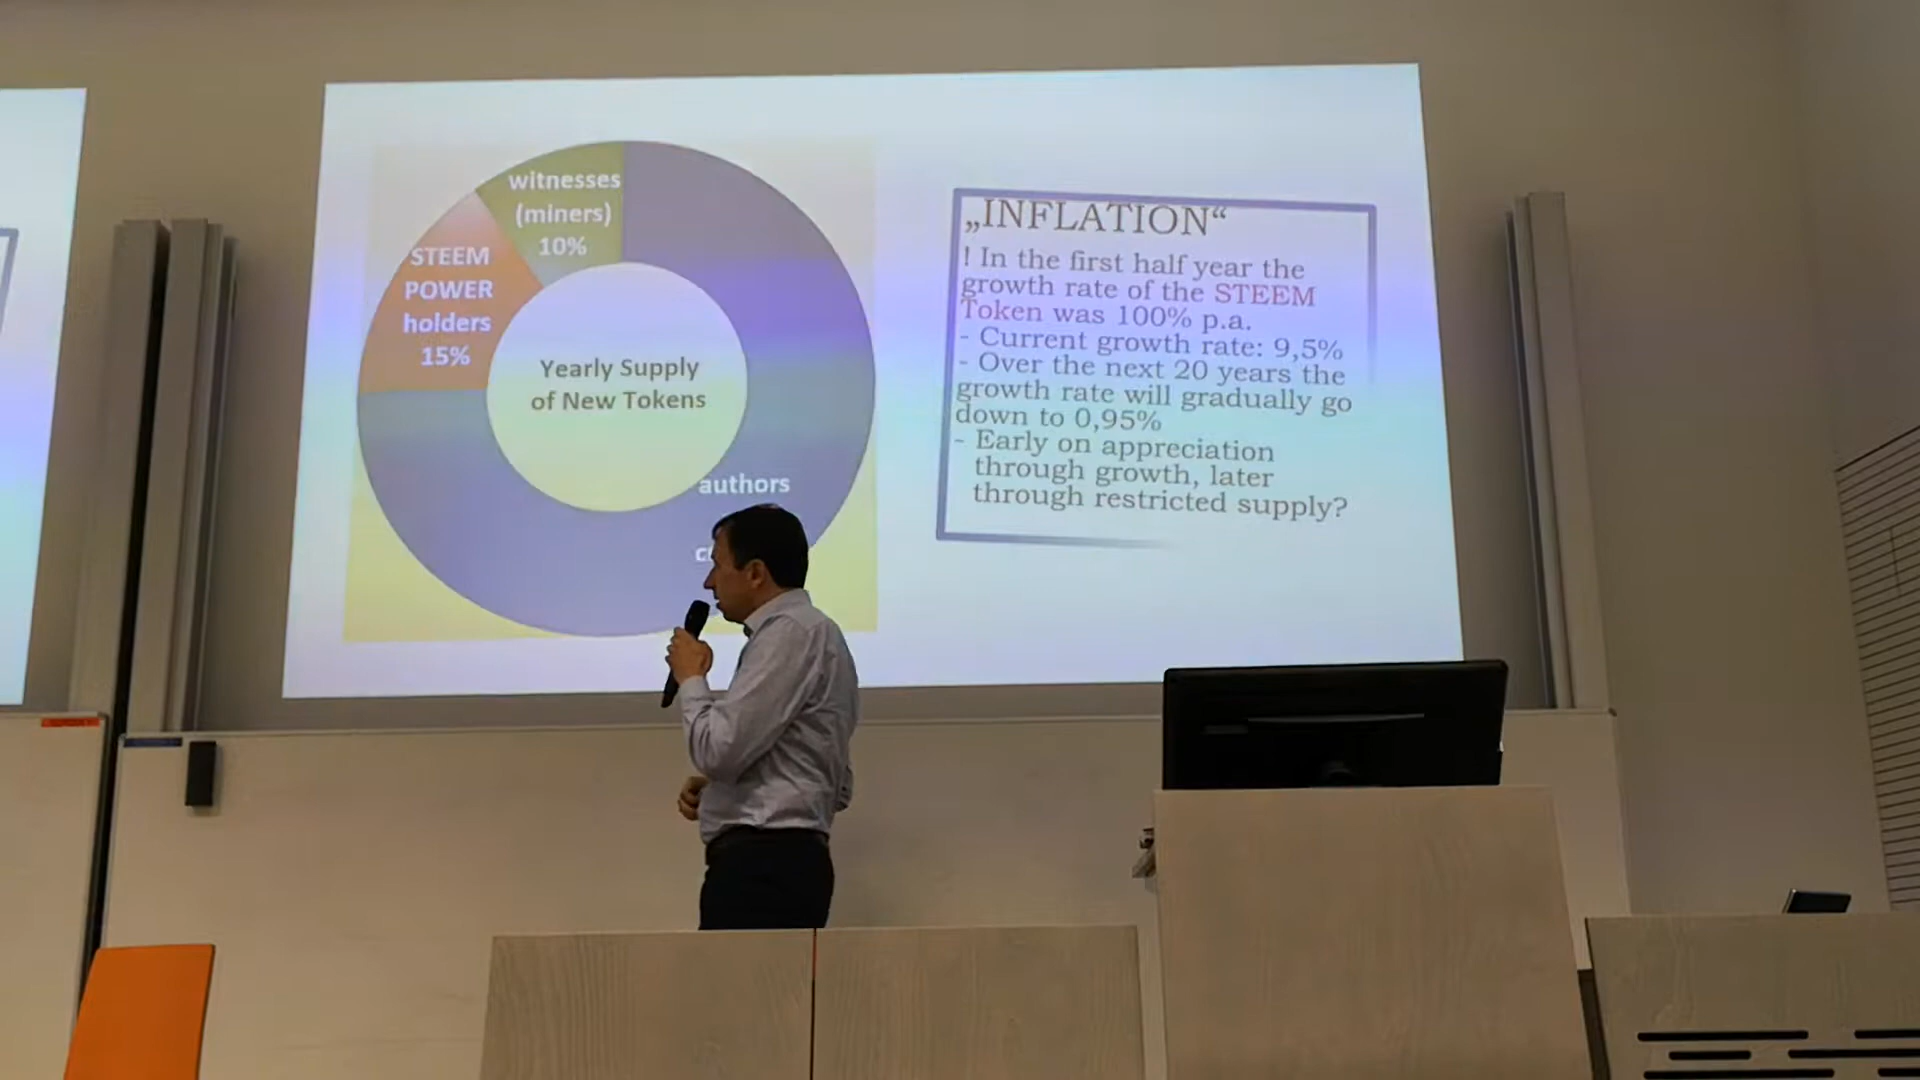 witnesses
(miners)
10%
STEEM
POWER
holders
15%
Yearly Supply
of New Tokens
authors
„INFLATION“
! In the first half year the
growth rate of the STEEM
Token was 100% p.a.
- Current growth rate: 9,5%
- Over the next 20 years the
growth rate will gradually go
down to 0,95%
- Early on appreciation
through growth, later
through restricted supply?